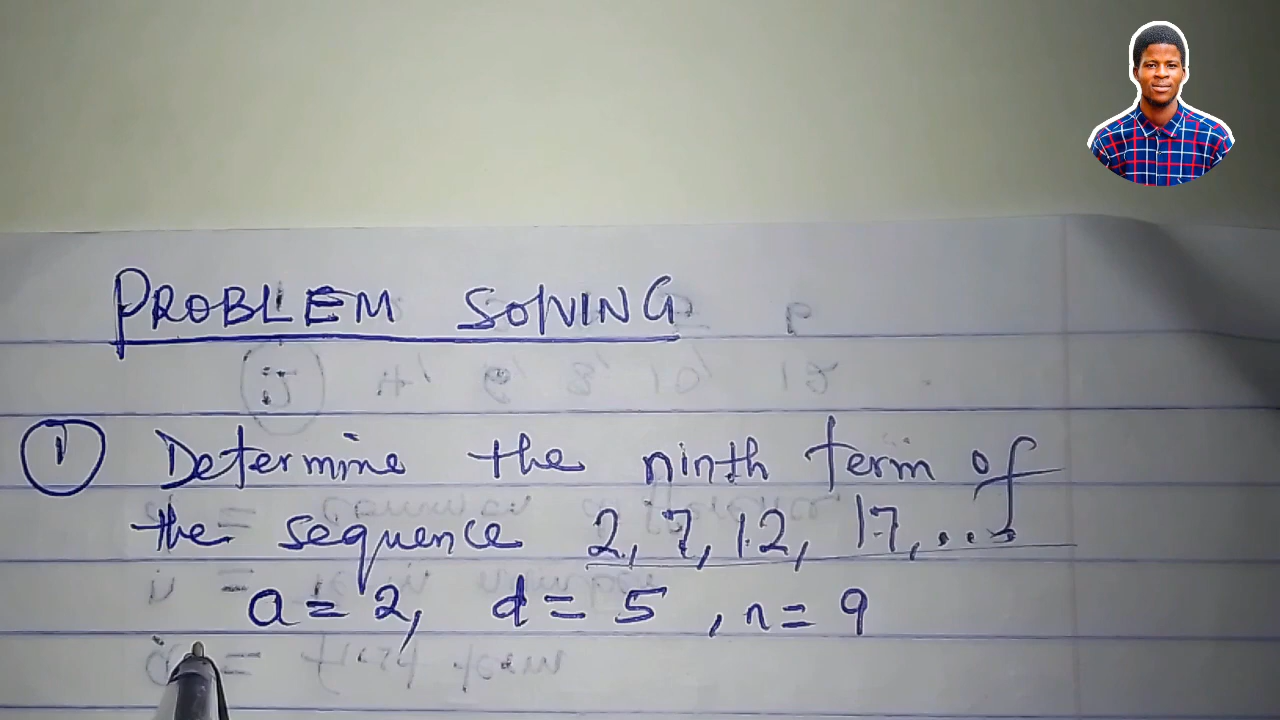 PROBLEM SOLVING
① Determine the ninth term of
the sequence 2, 7, 12, 17, ...
a = 2, d = 5, n = 9